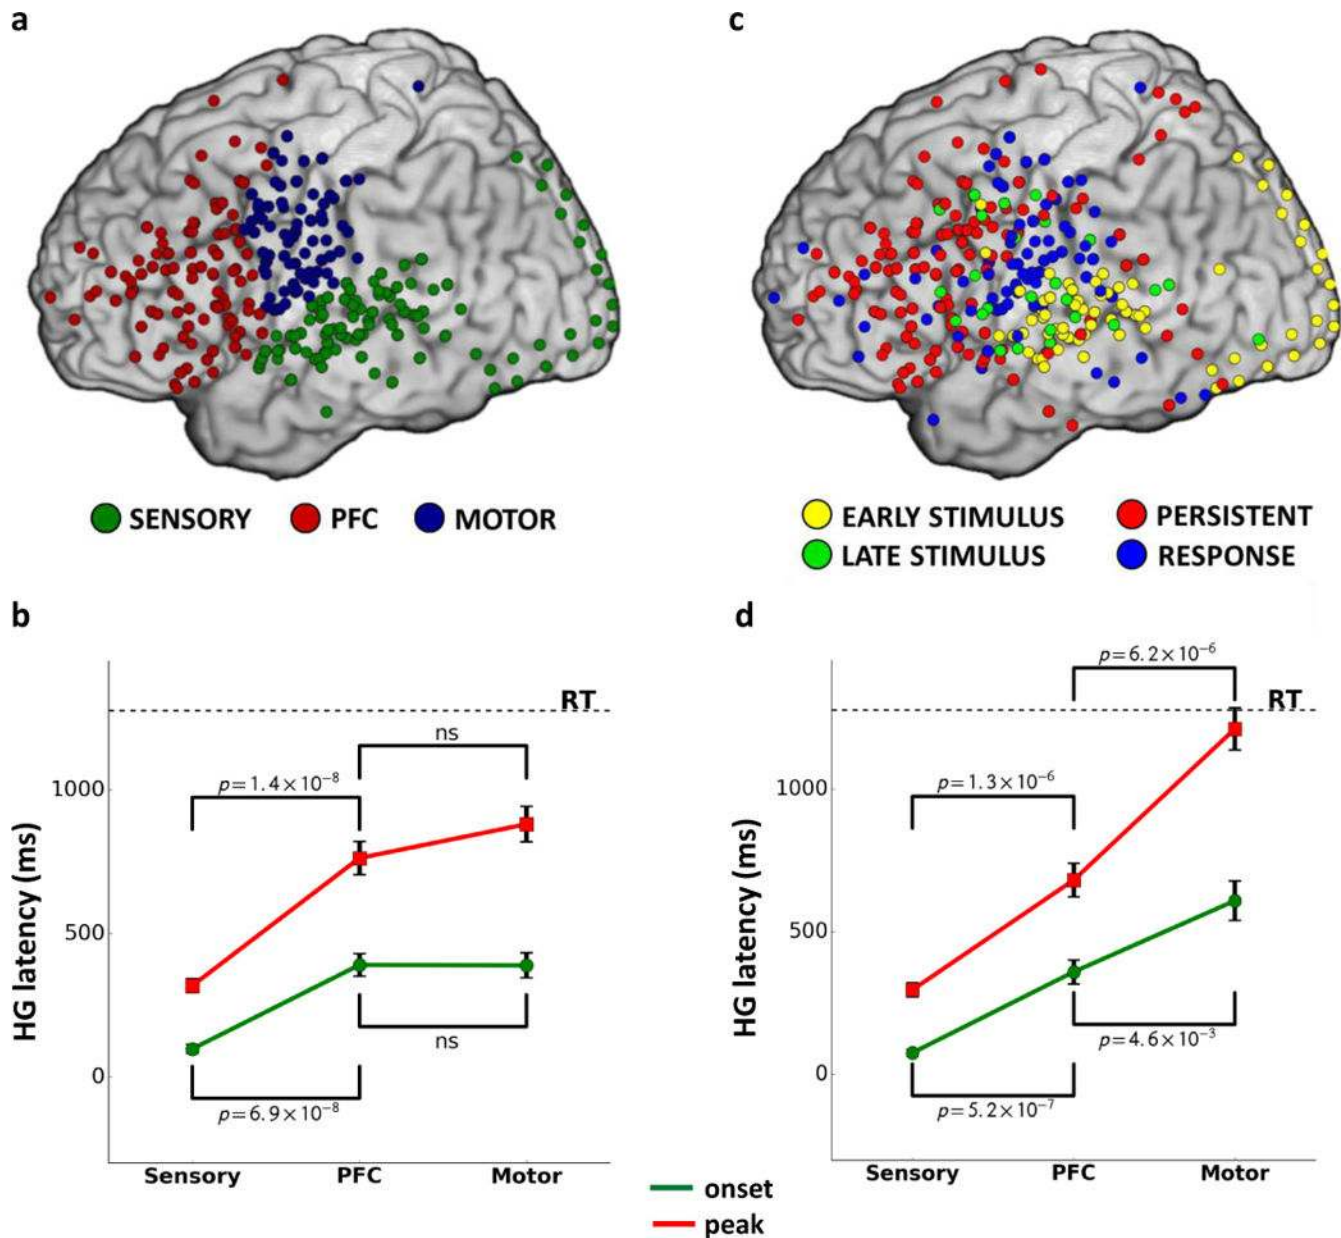 a
SENSORY PFC MOTOR
c
EARLY STIMULUS PERSISTENT
LATE STIMULUS RESPONSE
b
RT
ns
p=1.4×10⁻⁸
1000
500
0
HG latency (ms)
ns
p=6.9×10⁻⁸
Sensory PFC Motor
d
p=6.2×10⁻⁶
RT
p=1.3×10⁻⁶
1000
500
0
HG latency (ms)
p=4.6×10⁻³
p=5.2×10⁻⁷
Sensory PFC Motor
onset
peak